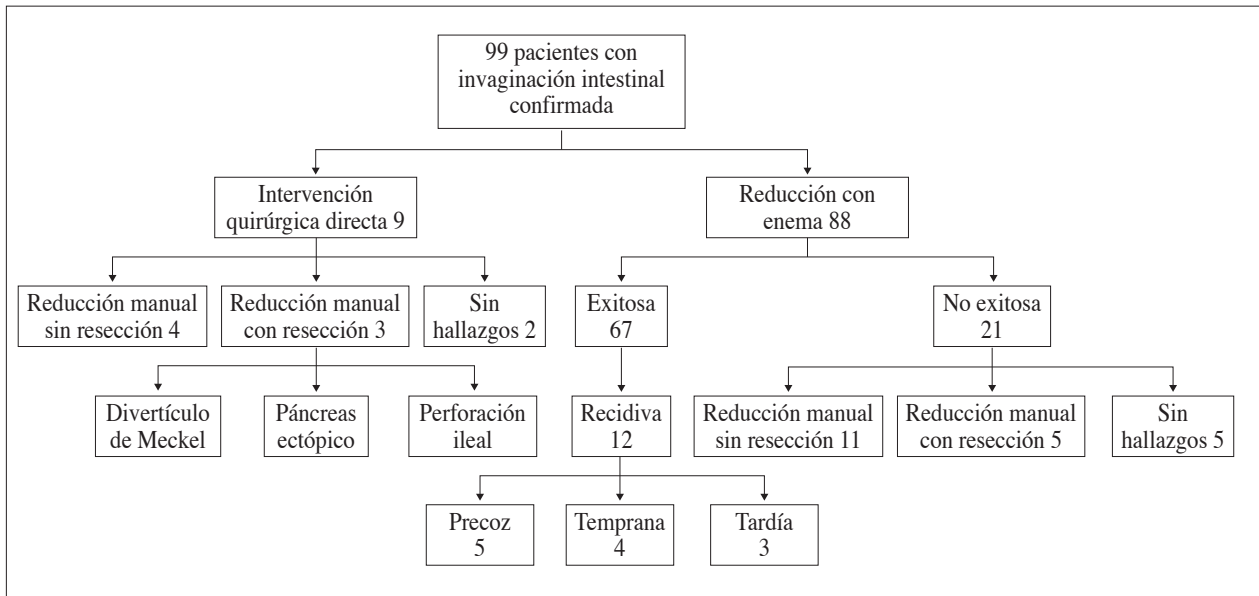 99 pacientes con
invaginación intestinal
confirmada
Intervención
quirúrgica directa 9
Reducción con
enema 88
Reducción manual
sin resección 4
Reducción manual
con resección 3
Sin
hallazgos 2
Exitosa
67
No exitosa
21
Divertículo
de Meckel
Páncreas
ectópico
Perforación
ileal
Recidiva
12
Reducción manual
sin resección 11
Reducción manual
con resección 5
Sin
hallazgos 5
Precoz
5
Temprana
4
Tardía
3